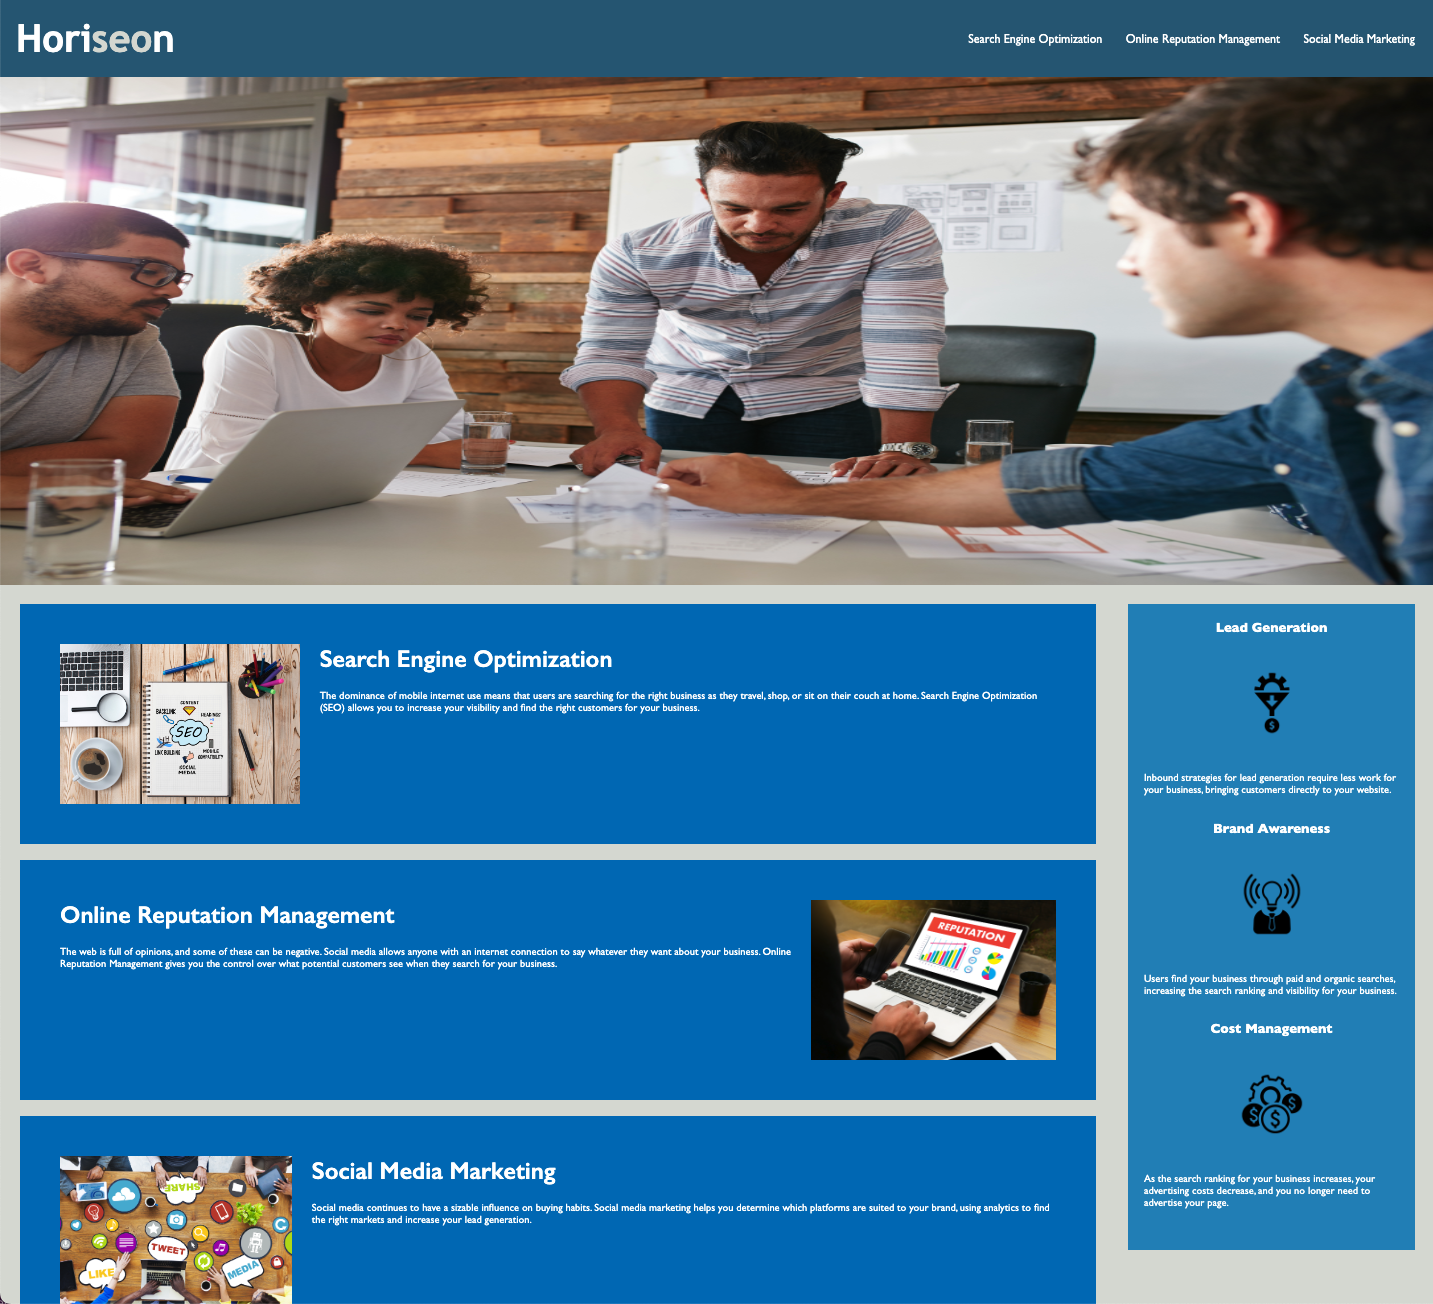 Horiseon
Search Engine Optimization
Online Reputation Management
Social Media Marketing
CONTENT
BACKLINK
HEADINGS
SEO
LINK BUILDING
MOBILE
COMPATIBILITY
SOCIAL
MEDIA
Search Engine Optimization
The dominance of mobile internet use means that users are searching for the right business as they travel, shop, or sit on their couch at home. Search Engine Optimization
(SEO) allows you to increase your visibility and find the right customers for your business.
Online Reputation Management
The web is full of opinions, and some of these can be negative. Social media allows anyone with an internet connection to say whatever they want about your business. Online
Reputation Management gives you the control over what potential customers see when they search for your business.
REPUTATION
SHARE
TWEET
LIKE
MEDIA
Social Media Marketing
Social media continues to have a sizable influence on buying habits. Social media marketing helps you determine which platforms are suited to your brand, using analytics to find
the right markets and increase your lead generation.
Lead Generation
$
Inbound strategies for lead generation require less work for
your business, bringing customers directly to your website.
Brand Awareness
Users find your business through paid and organic searches,
increasing the search ranking and visibility for your business.
Cost Management
$ $ $
As the search ranking for your business increases, your
advertising costs decrease, and you no longer need to
advertise your page.